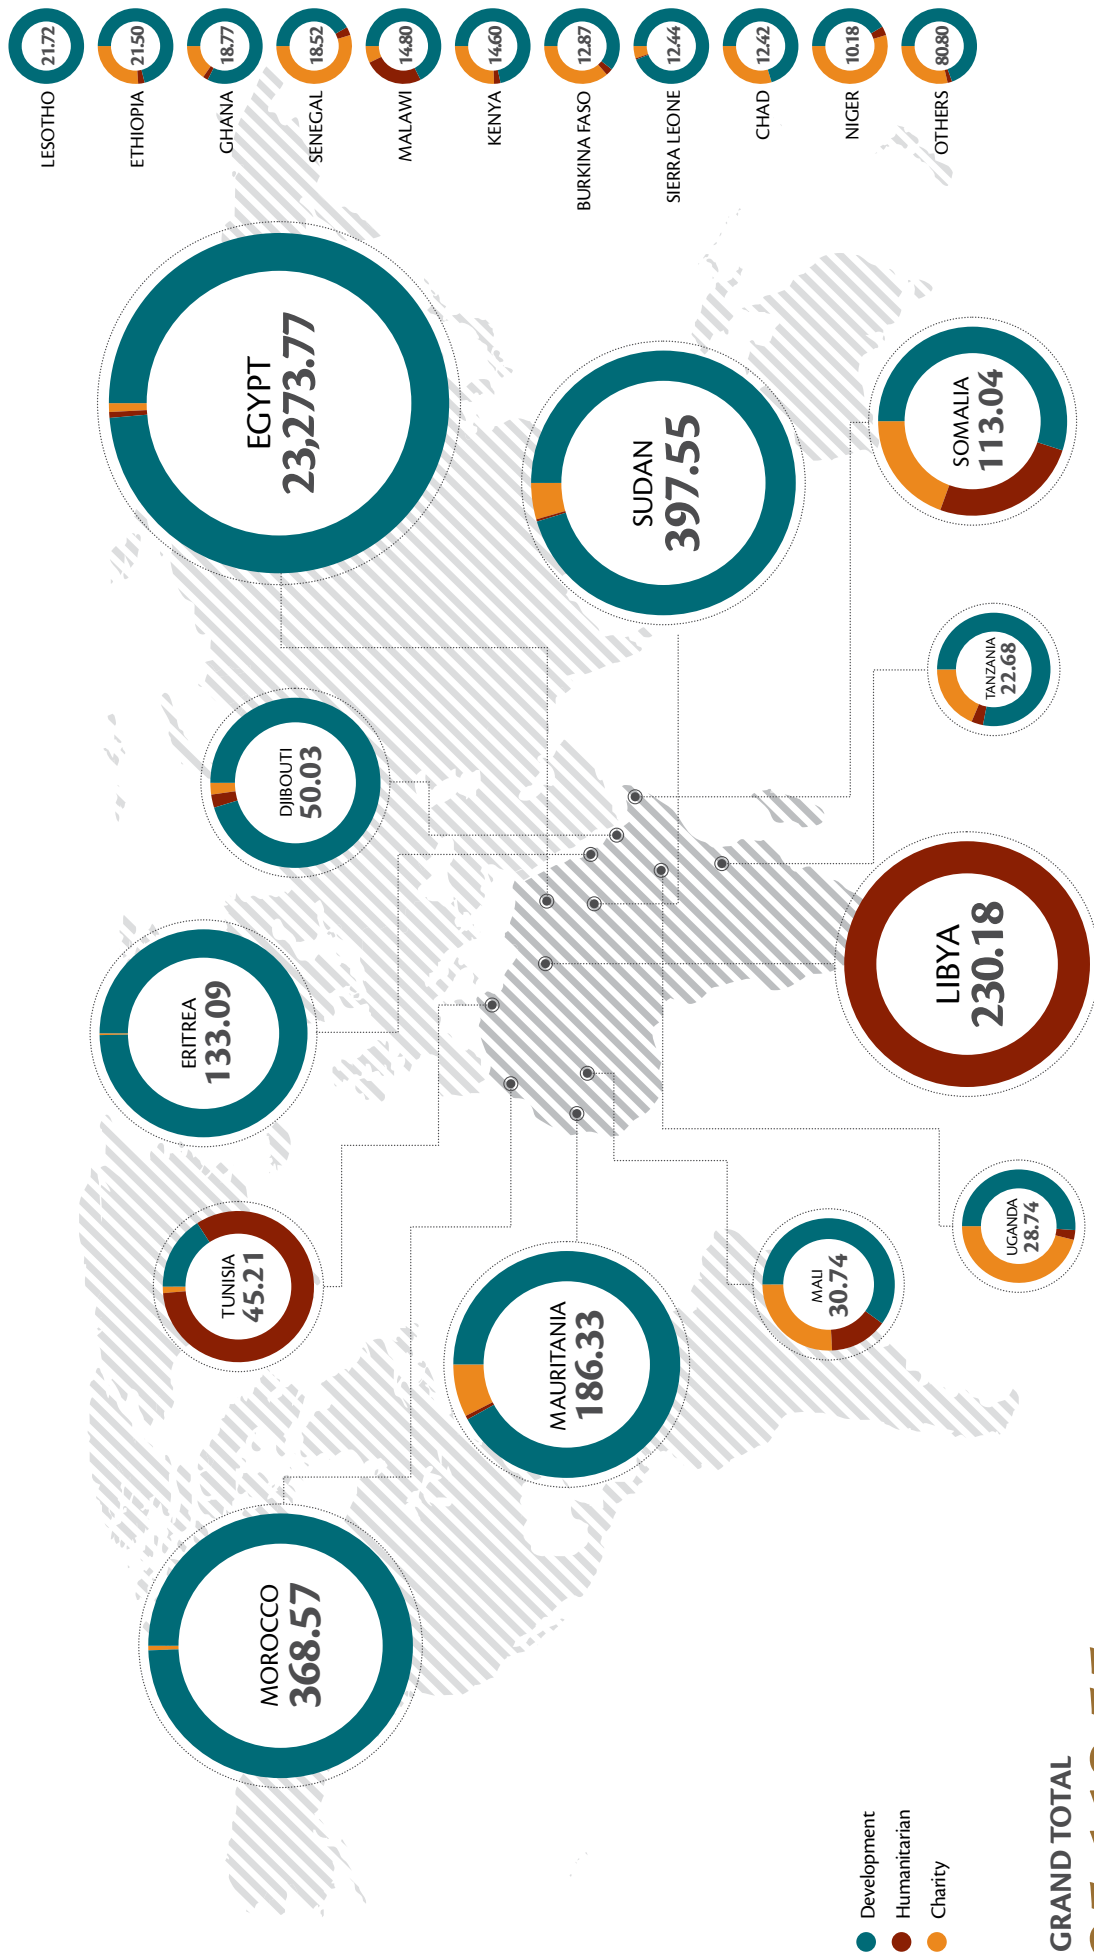 MOROCCO
368.57
TUNISIA
45.21
ERITREA
133.09
DJIBOUTI
50.03
EGYPT
23,273.77
MAURITANIA
186.33
SUDAN
397.55
MALI
30.74
UGANDA
28.74
LIBYA
230.18
TANZANIA
22.68
SOMALIA
113.04
LESOTHO
21.72
ETHIOPIA
21.50
GHANA
18.77
SENEGAL
18.52
MALAWI
14.80
KENYA
14.60
BURKINA FASO
12.87
SIERRA LEONE
12.44
CHAD
12.42
NIGER
10.18
OTHERS
80.80
Development
Humanitarian
Charity
GRAND TOTAL